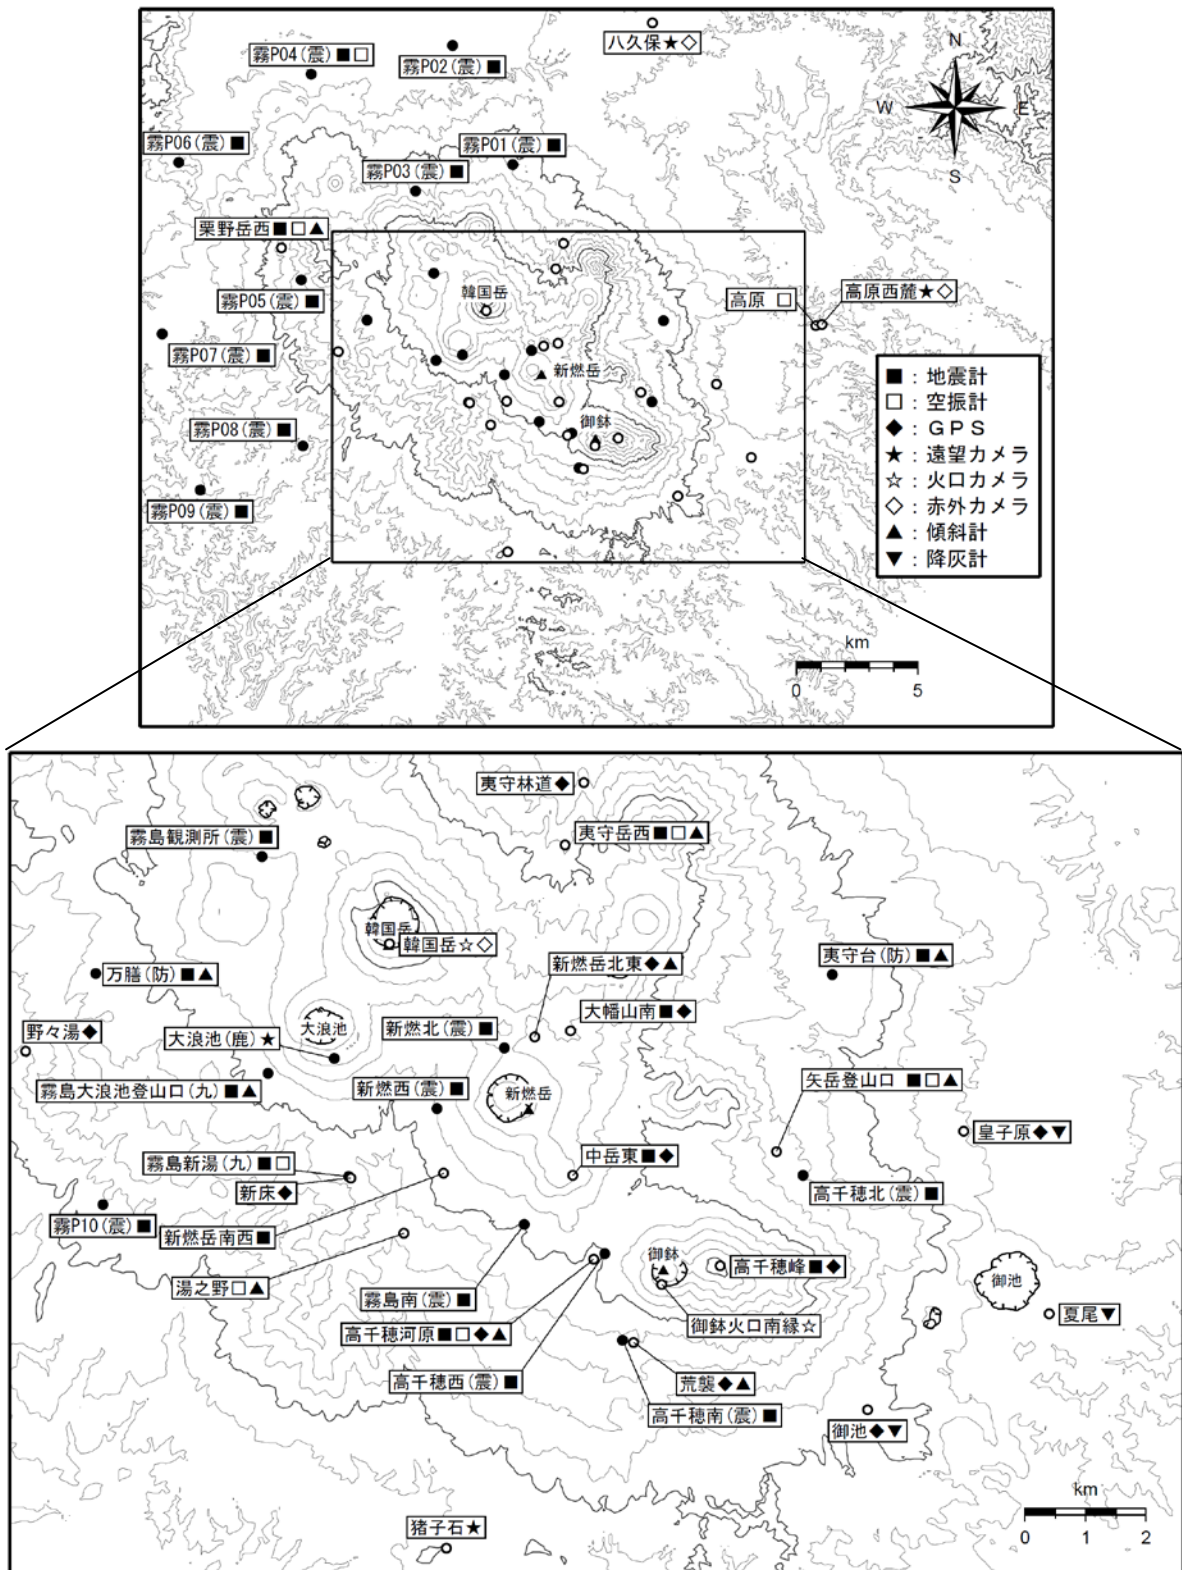 八久保★◇
霧P04(震)■□
霧P02(震)■
N
W
E
S
霧P06(震)■
霧P01(震)■
霧P03(震)■
栗野岳西■□▲
韓国岳
霧P05(震)■
高原 □
高原西麓★◇
霧P07(震)■
新燃岳
御鉢
霧P08(震)■
霧P09(震)■
■：地震計
□：空振計
◆：ＧＰＳ
★：遠望カメラ
☆：火口カメラ
◇：赤外カメラ
▲：傾斜計
▼：降灰計
km
0 5
夷守林道◆
霧島観測所(震)■
夷守岳西■□▲
韓国岳
韓国岳☆◇
万膳(防)■▲
新燃岳北東◆▲
夷守台(防)■▲
野々湯◆
大浪池
大浪池(鹿)★
新燃北(震)■
大幡山南■◆
霧島大浪池登山口(九)■▲
新燃西(震)■
新燃岳
矢岳登山口 ■□▲
皇子原◆▼
霧島新湯(九)■□
中岳東■◆
新床◆
高千穂北(震)■
霧P10(震)■
新燃岳南西■
湯之野□▲
御鉢
高千穂峰■◆
御池
霧島南(震)■
夏尾▼
高千穂河原■□◆▲
御鉢火口南縁☆
高千穂西(震)■
荒襲◆▲
高千穂南(震)■
御池◆▼
km
0 1 2
猪子石★